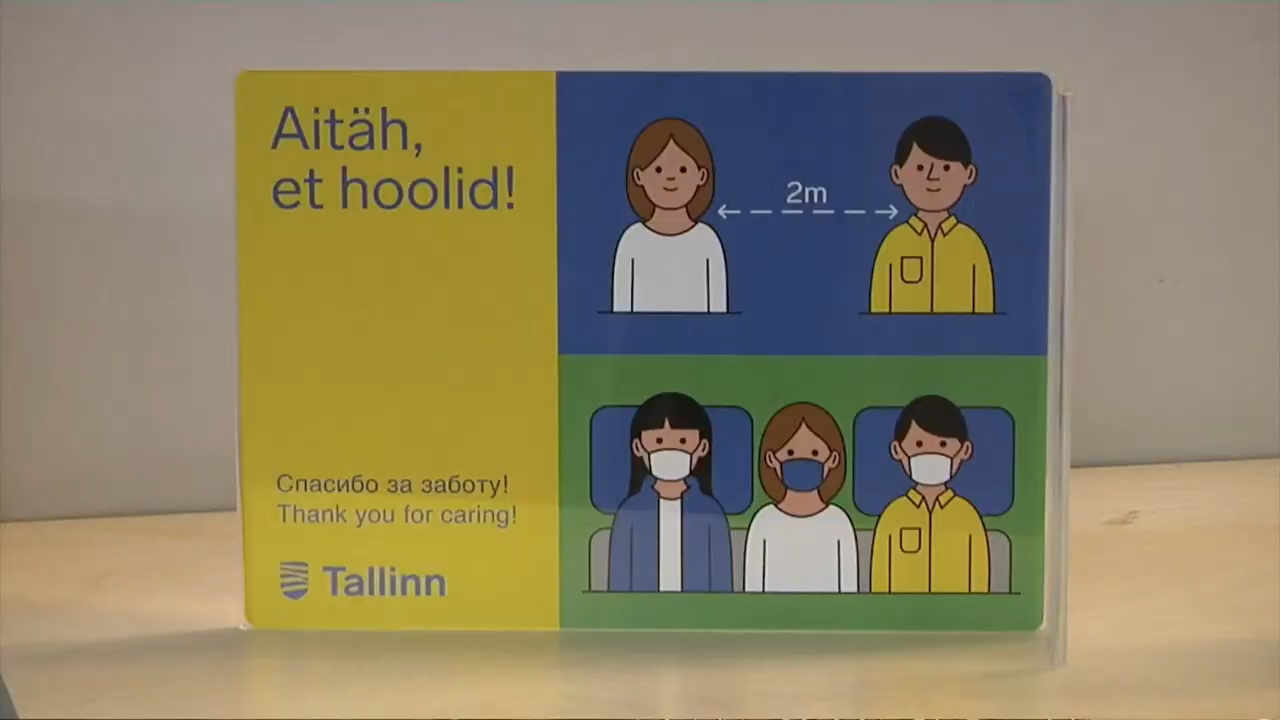 Aitäh,
et hoolid!
2m
Спасибо за заботу!
Thank you for caring!
Tallinn